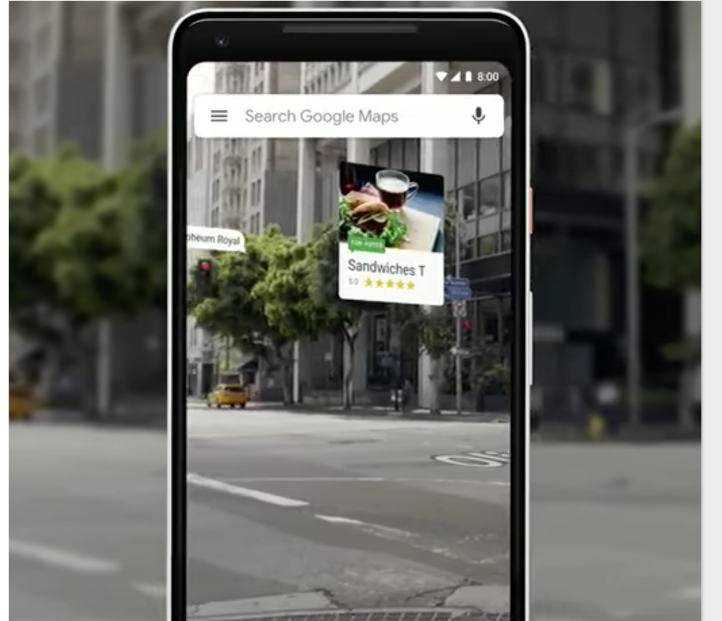 8:00
Search Google Maps
pheum Royal
Sandwiches T
5.0